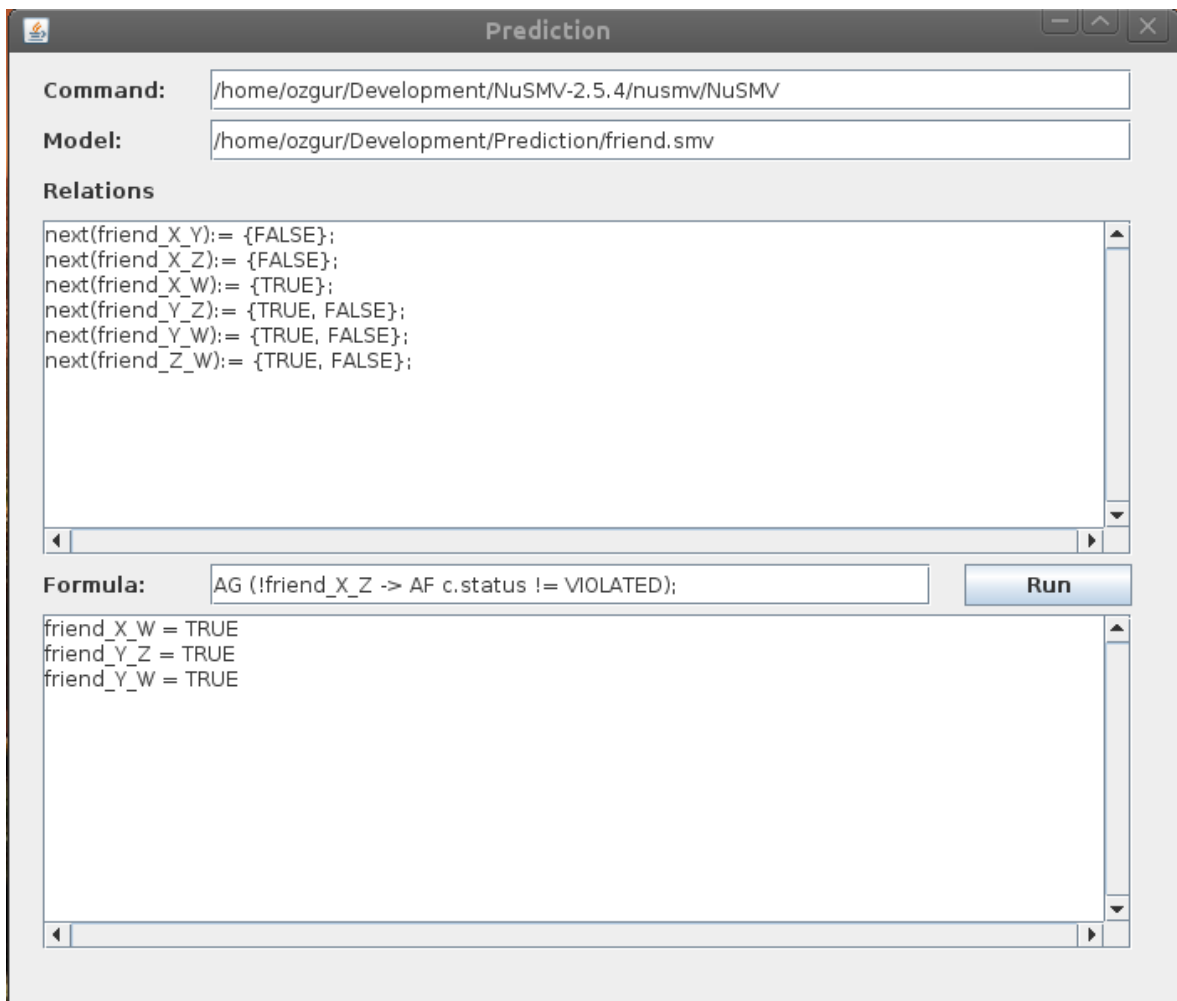 Prediction
Command: /home/ozgur/Development/NuSMV-2.5.4/nusmv/NuSMV
Model: /home/ozgur/Development/Prediction/friend.smv
Relations
next(friend_X_Y):= {FALSE};
next(friend_X_Z):= {FALSE};
next(friend_X_W):= {TRUE};
next(friend_Y_Z):= {TRUE, FALSE};
next(friend_Y_W):= {TRUE, FALSE};
next(friend_Z_W):= {TRUE, FALSE};
Formula: AG (!friend_X_Z -> AF c.status != VIOLATED); Run
friend_X_W = TRUE
friend_Y_Z = TRUE
friend_Y_W = TRUE